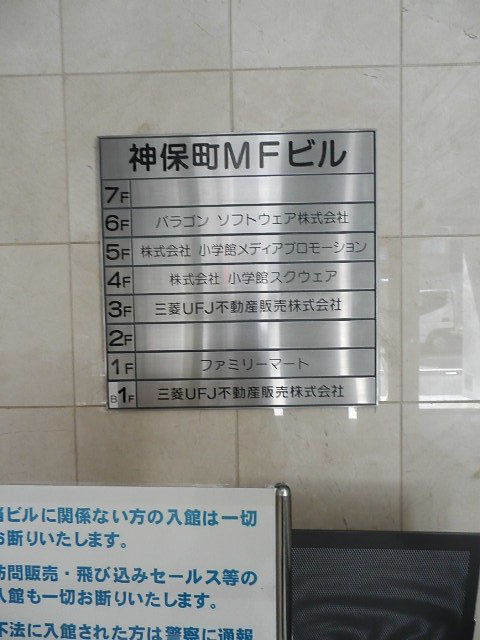 神保町MFビル
7F
6F パラゴン ソフトウェア株式会社
5F 株式会社 小学館メディアプロモーション
4F 株式会社 小学館スクウェア
3F 三菱UFJ不動産販売株式会社
2F
1F ファミリーマート
B1F 三菱UFJ不動産販売株式会社
当ビルに関係ない方の入館は一切
お断りいたします。
訪問販売・飛び込みセールス等の
入館も一切お断りいたします。
不法に入館された方は警察に通報